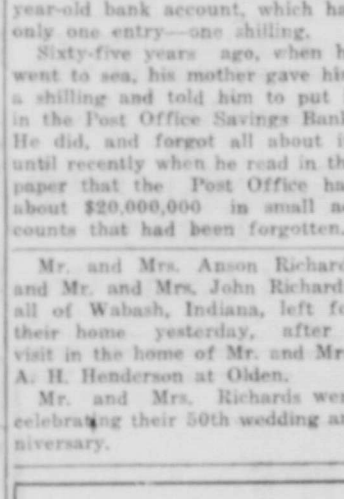 year-old bank account, which ha
only one entry—one shilling.
Sixty-five years ago, when h
went to sea, his mother gave him
a shilling and told him to put i
in the Post Office Savings Bank
He did, and forgot all about i
until recently when he read in th
paper that the Post Office ha
about $20,000,000 in small ac
counts that had been forgotten.
Mr. and Mrs. Anson Richard
and Mr. and Mrs. John Richard
all of Wabash, Indiana, left fo
their home yesterday, after
visit in the home of Mr. and Mr
A. H. Henderson at Olden.
Mr. and Mrs. Richards wer
celebrating their 50th wedding an
niversary.